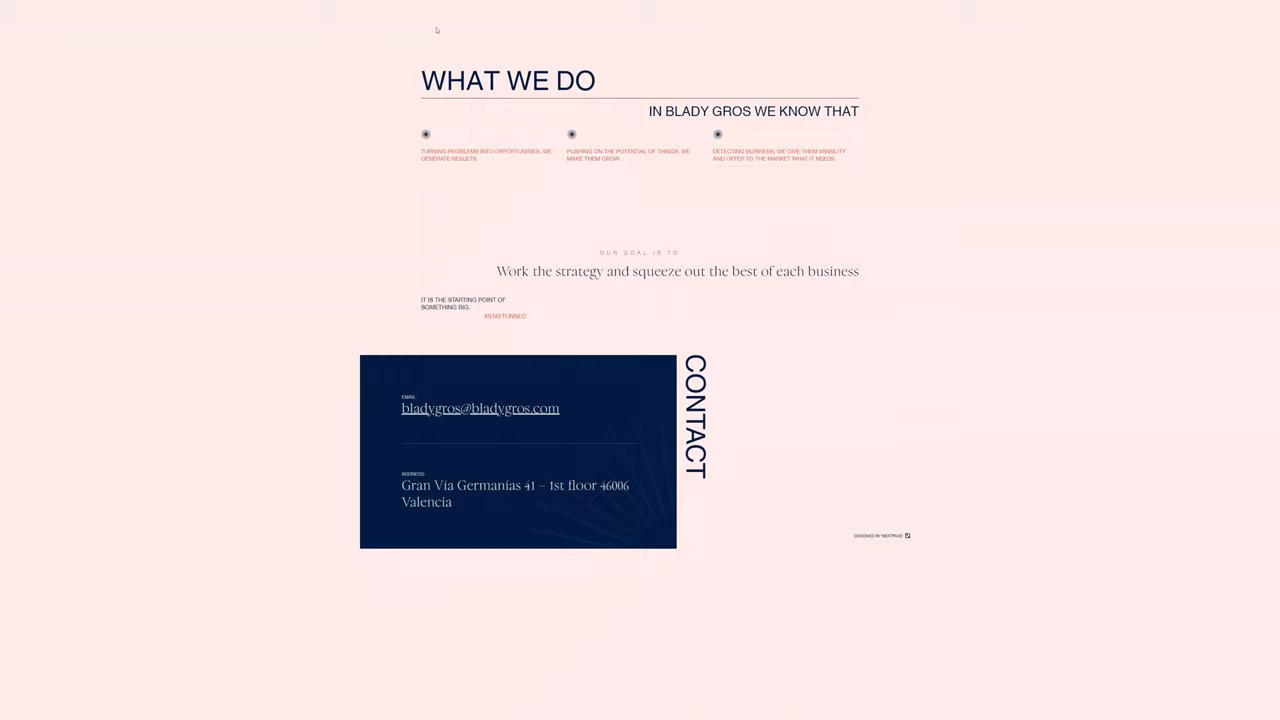 WHAT WE DO
IN BLADY GROS WE KNOW THAT
TURNING PROBLEMS INTO OPPORTUNITIES, WE
GENERATE RESULTS.
PUSHING ON THE POTENTIAL OF THINGS, WE
MAKE THEM GROW.
DETECTING BUSINESS, WE GIVE THEM VISIBILITY
AND OFFER TO THE MARKET WHAT IT NEEDS.
OUR GOAL IS TO
Work the strategy and squeeze out the best of each business
IT IS THE STARTING POINT OF
SOMETHING BIG.
#STAYTUNNED
CONTACT
EMAIL:
bladygros@bladygros.com
ADDRESS:
Gran Vía Germanías 41 – 1st floor 46006
Valencia
DESIGNED BY NEXTPAGE